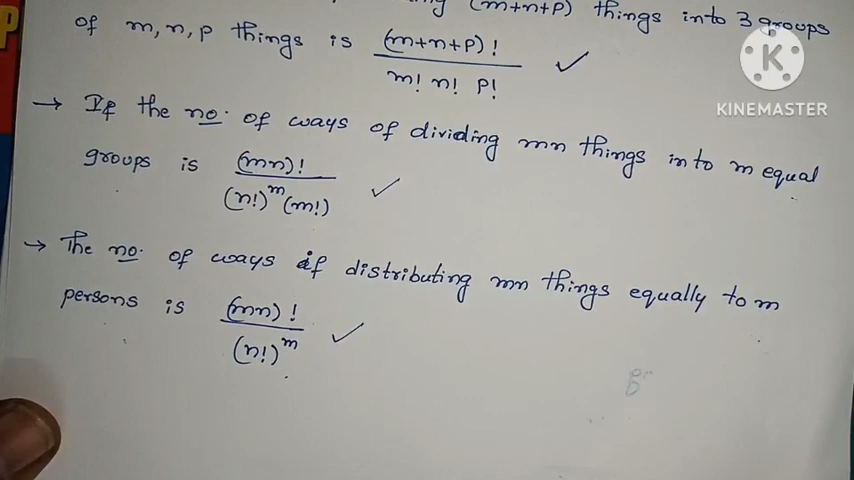 (m+n+p) things into 3 groups
of m, n, p things is (m+n+p)! / m! n! p! ✓
→ If the no. of ways of dividing mn things into m equal
groups is (mn)! / (n!)^m (m!) ✓
→ The no. of ways if distributing mn things equally to m
persons is (mn)! / (n!)^m ✓
K
KINEMASTER